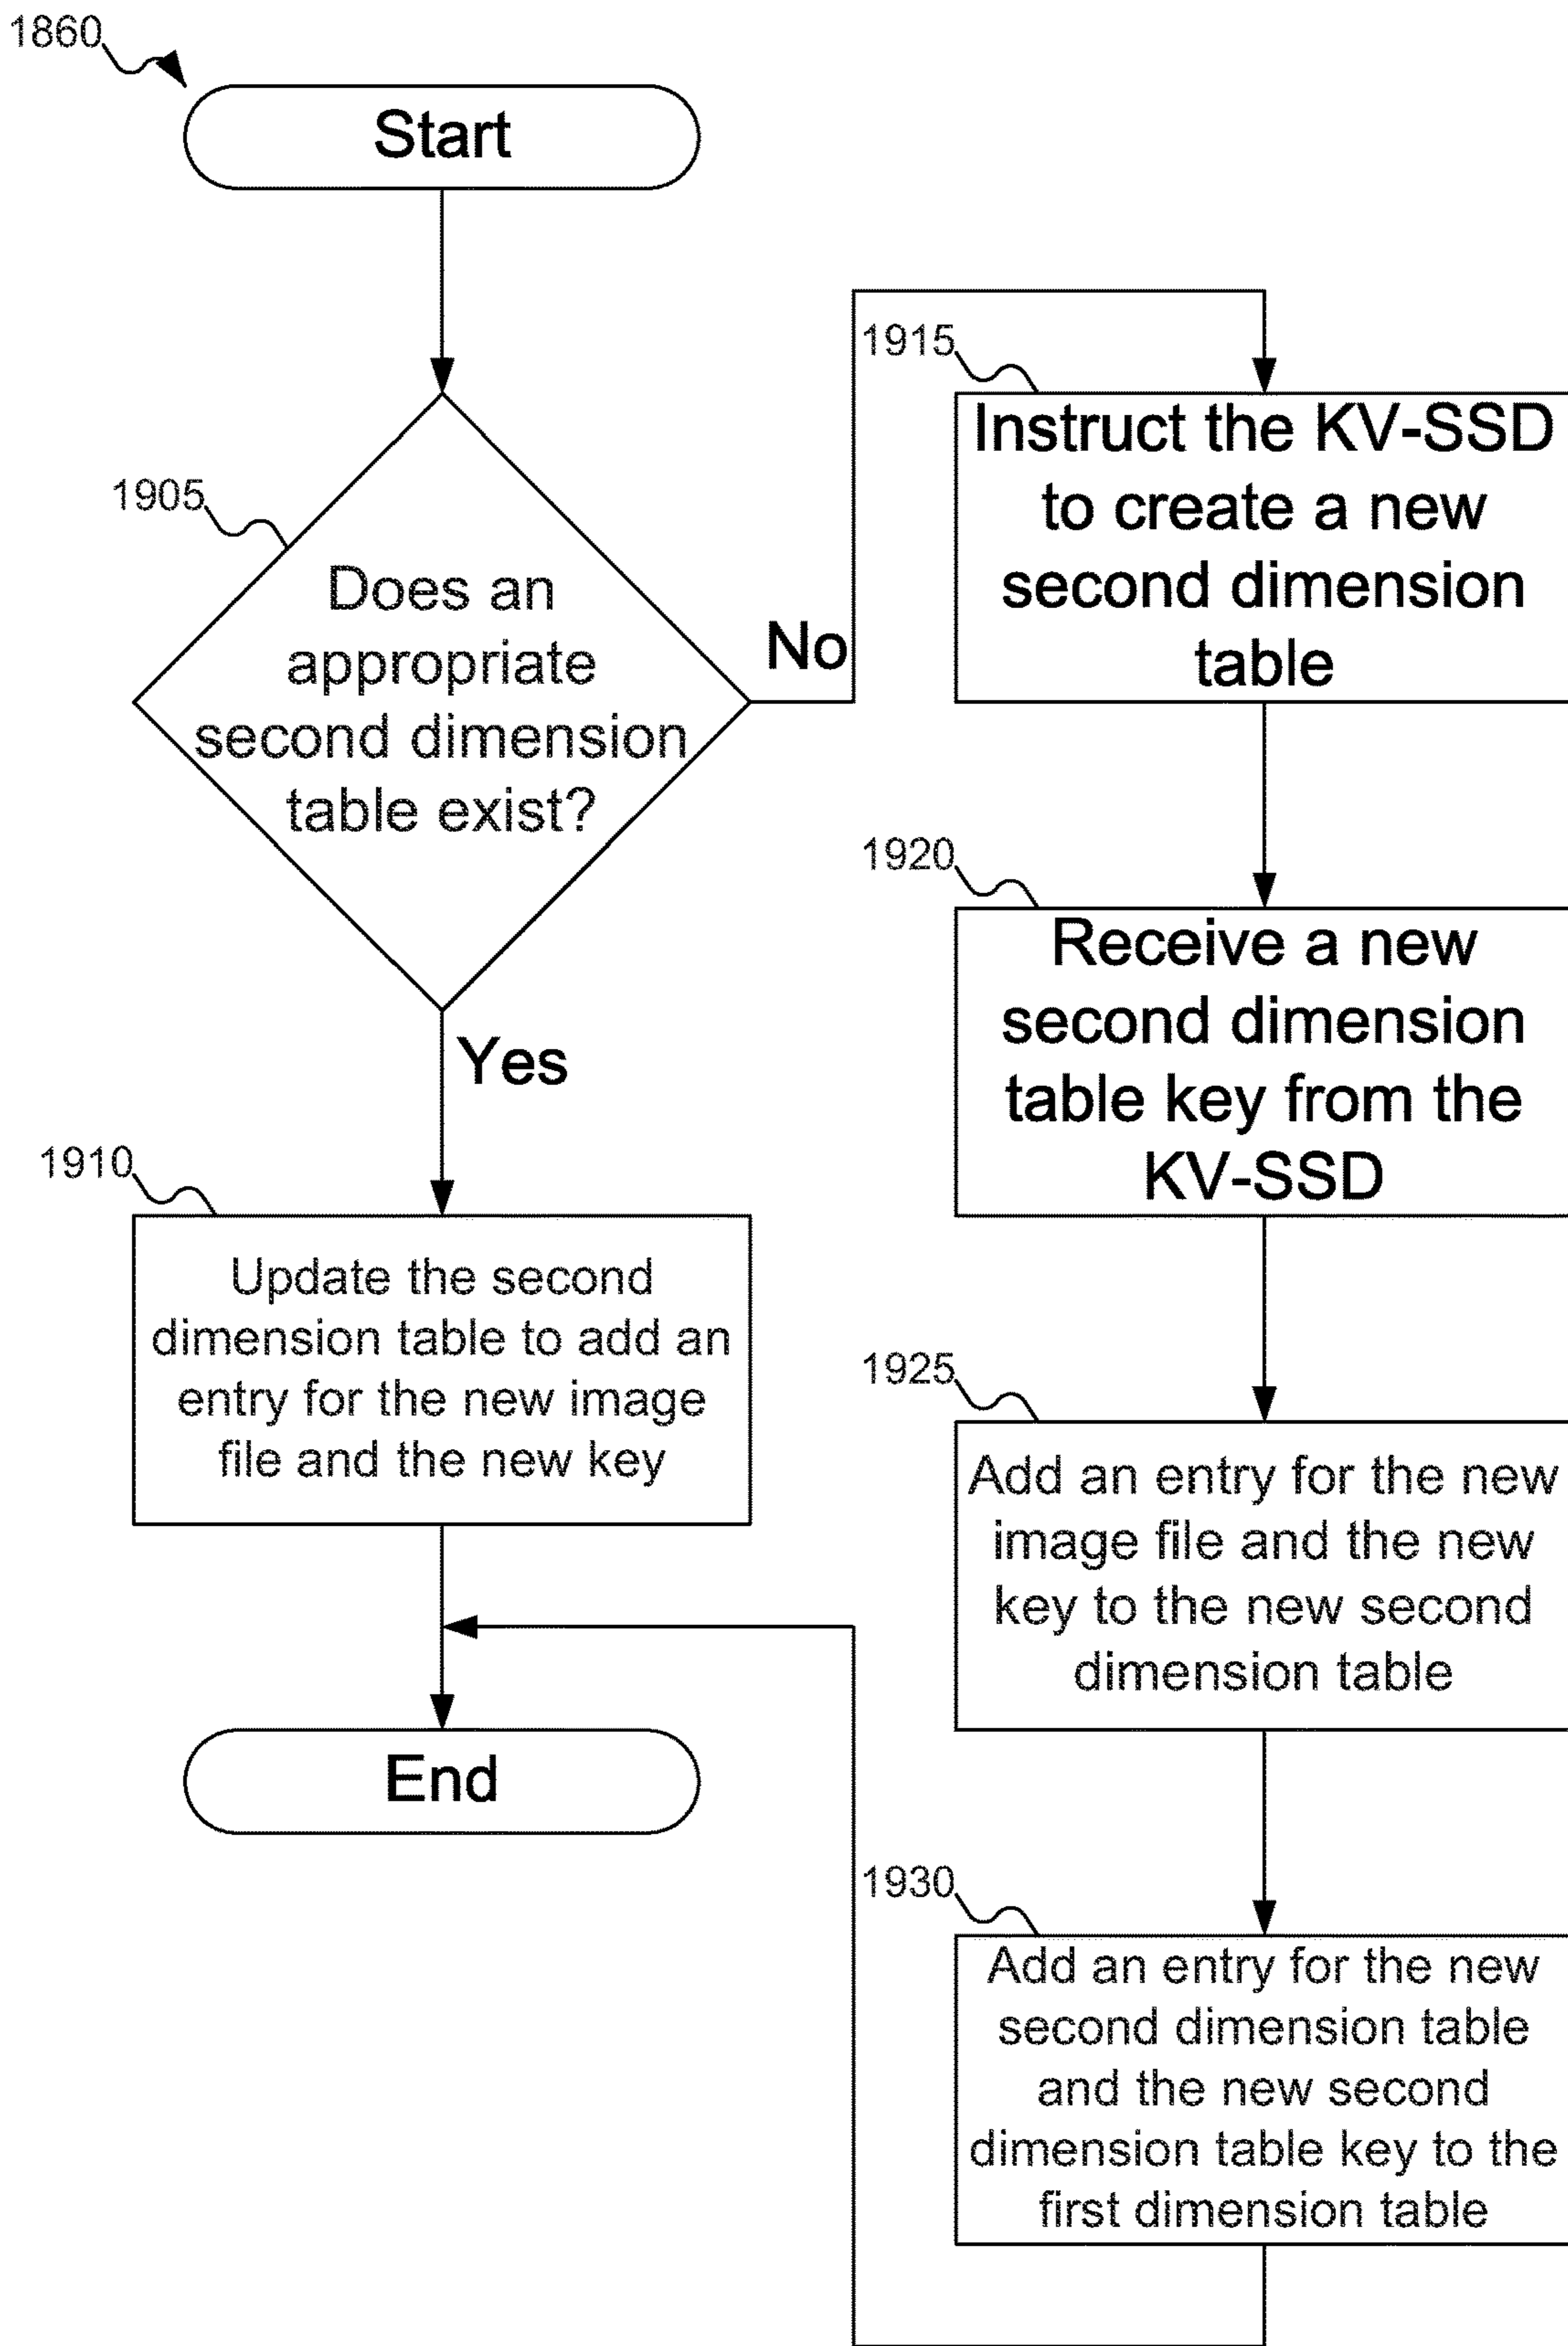 1860
Start
1905
Does an
appropriate
second dimension
table exist?
No
Yes
1910
Update the second
dimension table to add an
entry for the new image
file and the new key
End
1915
Instruct the KV-SSD
to create a new
second dimension
table
1920
Receive a new
second dimension
table key from the
KV-SSD
1925
Add an entry for the new
image file and the new
key to the new second
dimension table
1930
Add an entry for the new
second dimension table
and the new second
dimension table key to the
first dimension table